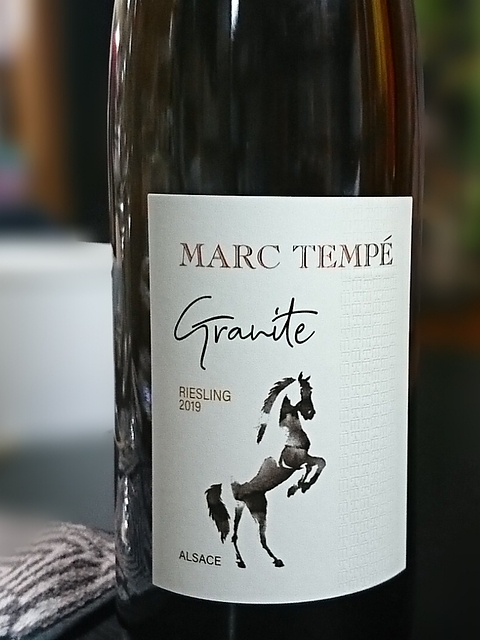 MARC TEMPÉ
Granite
RIESLING
2019
ALSACE